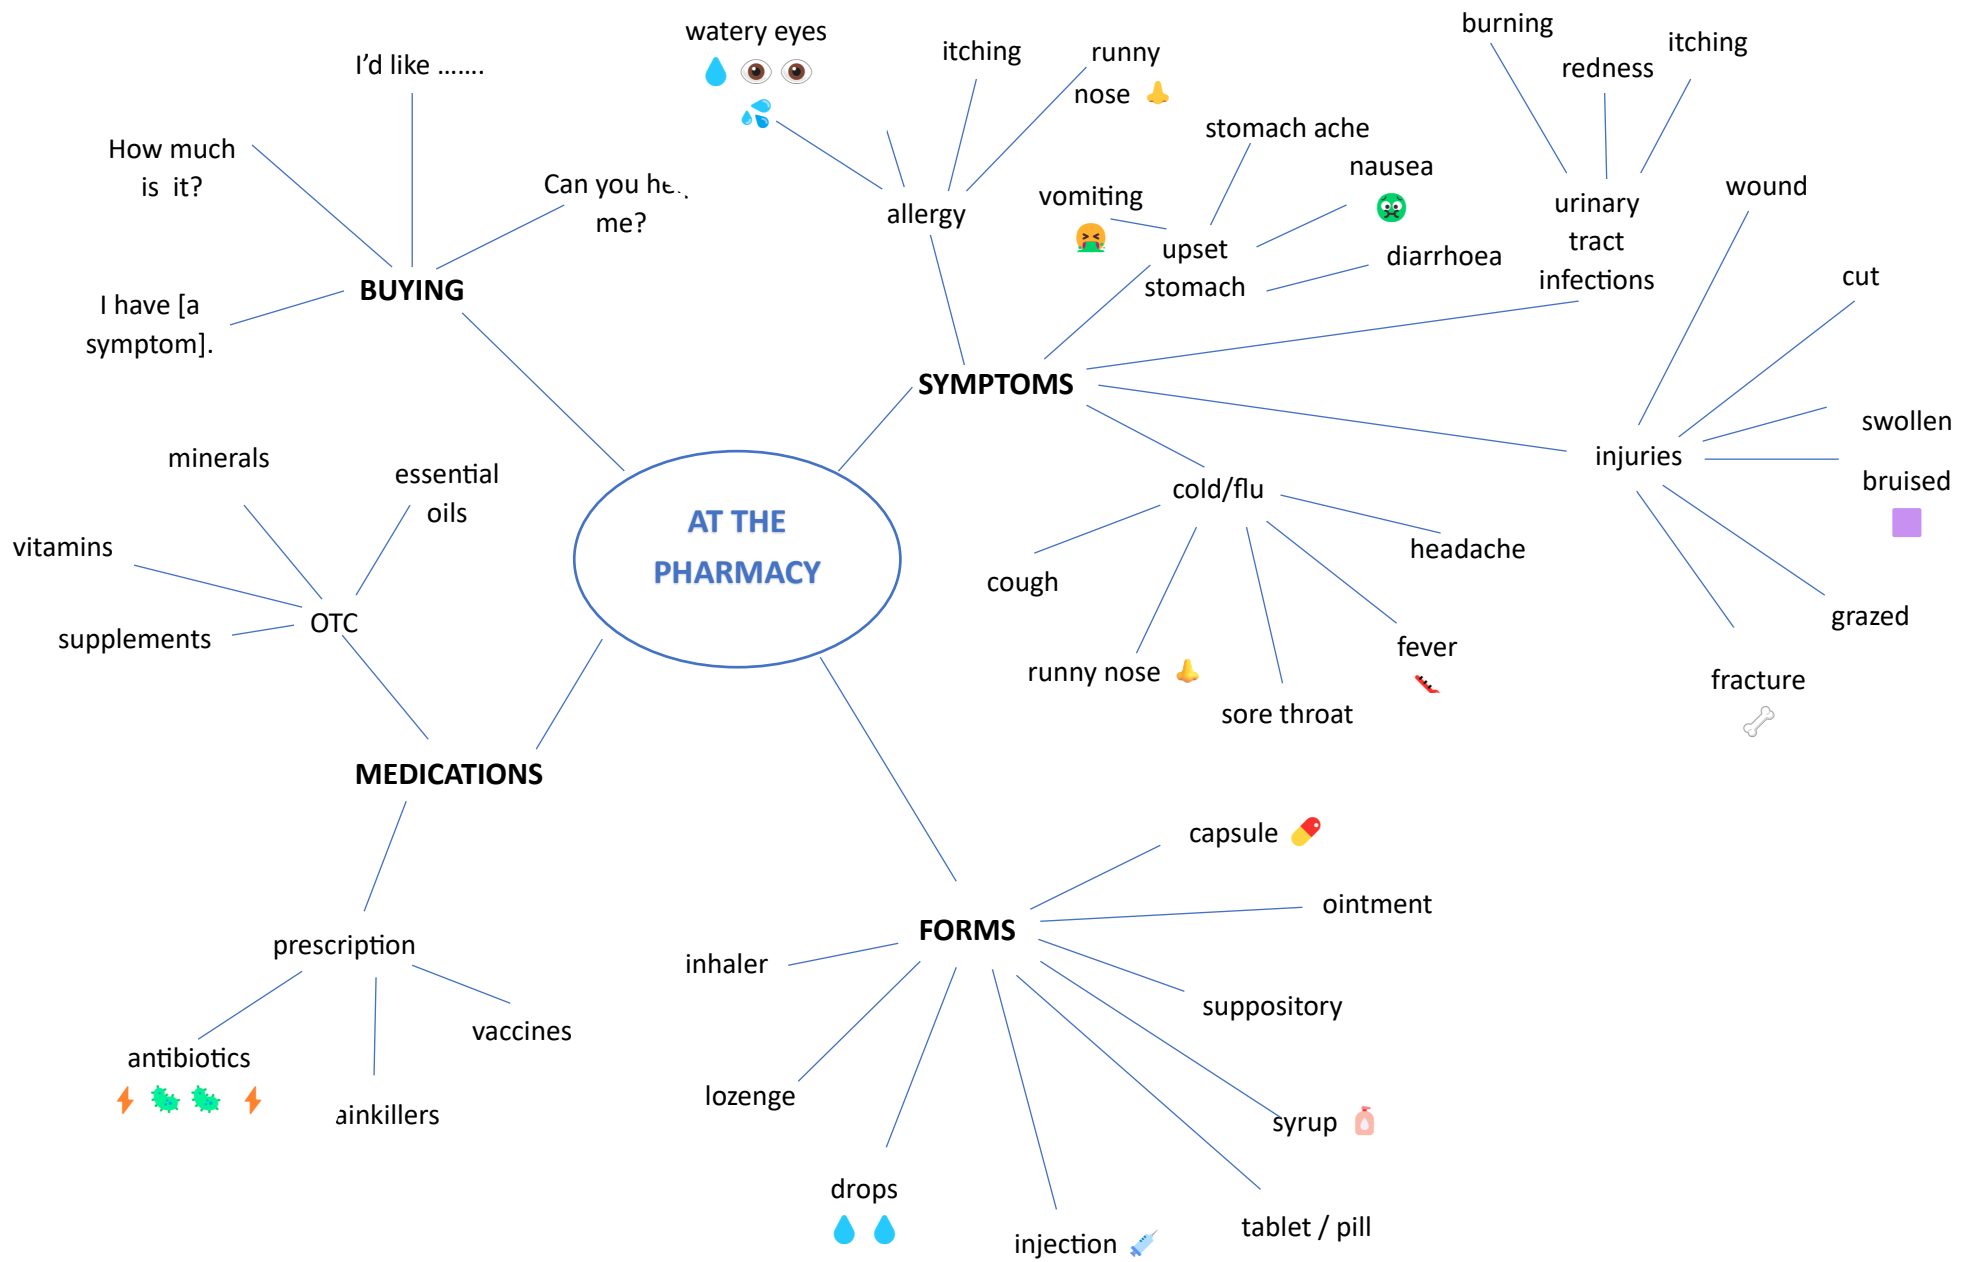 I'd like …….
How much
is it?
Can you
me?
BUYING
I have [a
symptom].
watery eyes
itching
runny
nose
allergy
stomach ache
nausea
vomiting
upset
stomach
diarrhoea
burning
redness
itching
urinary
tract
infections
wound
cut
SYMPTOMS
swollen
injuries
bruised
grazed
fracture
cold/flu
cough
headache
runny nose
fever
sore throat
AT THE
PHARMACY
minerals
essential
oils
vitamins
OTC
supplements
MEDICATIONS
prescription
antibiotics
ainkillers
vaccines
FORMS
capsule
ointment
inhaler
suppository
lozenge
syrup
drops
injection
tablet / pill